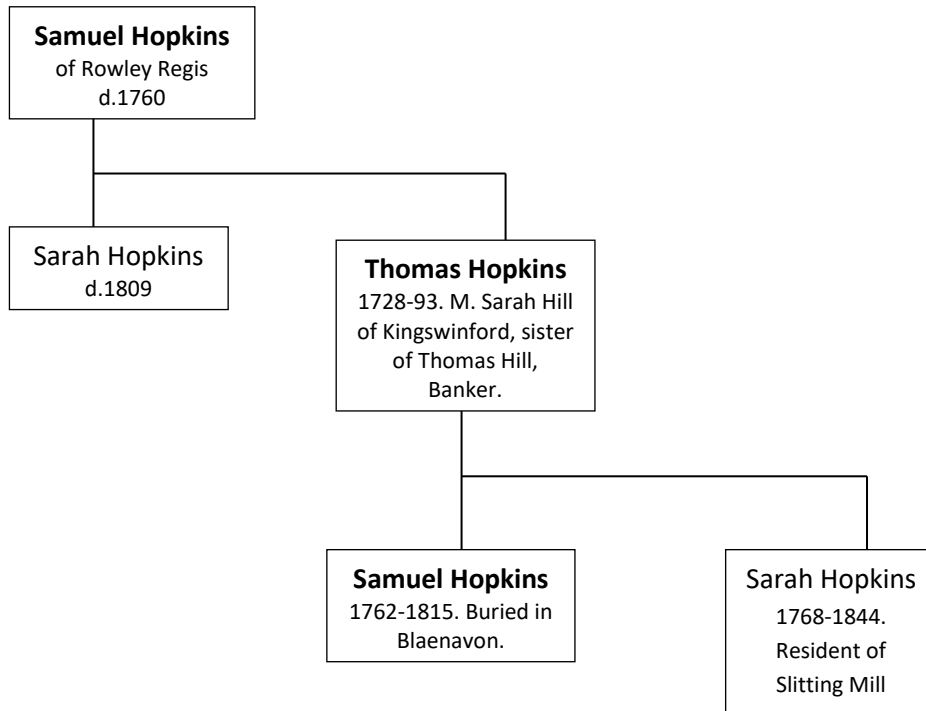 Samuel Hopkins
of Rowley Regis
d.1760
Sarah Hopkins
d.1809
Thomas Hopkins
1728-93. M. Sarah Hill
of Kingswinford, sister
of Thomas Hill,
Banker.
Samuel Hopkins
1762-1815. Buried in
Blaenavon.
Sarah Hopkins
1768-1844.
Resident of
Slitting Mill